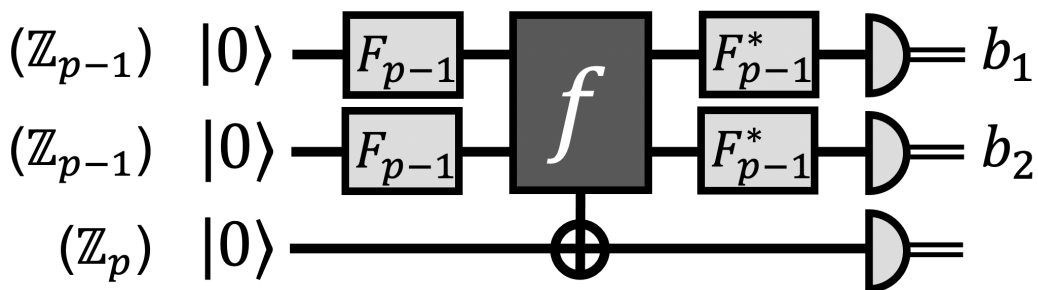 (ℤ_{p−1}) |0⟩ F_{p−1} f F*_{p−1} b_1
(ℤ_{p−1}) |0⟩ F_{p−1} F*_{p−1} b_2
(ℤ_p) |0⟩